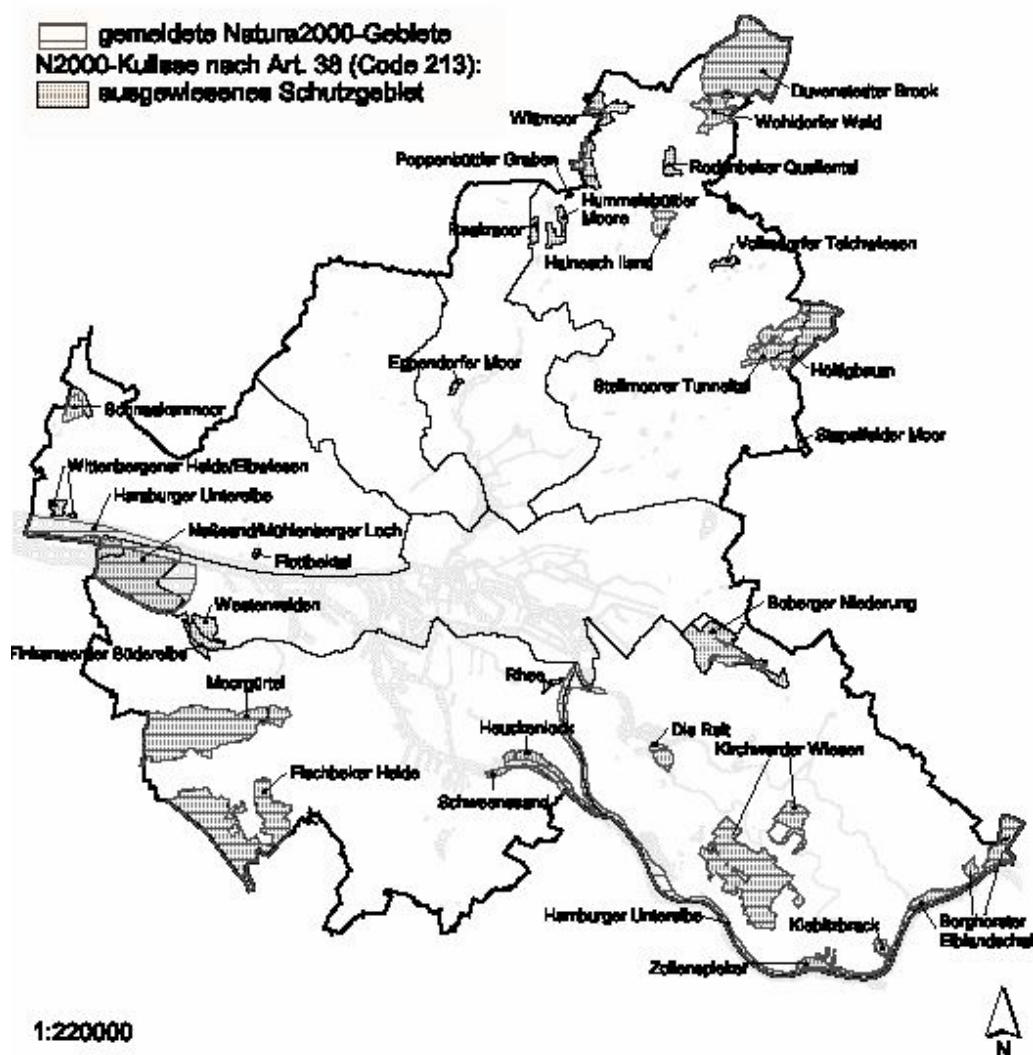 gemeldete Natura2000-Gebiete
N2000-Kulisse nach Art. 38 (Code 213):
ausgewiesenes Schutzgebiet
Duvenstedter Brook
Wittmoor
Wohldorfer Wald
Poppenbüttler Graben
Rodenbeker Quellental
Hummelsbüttler
Moore
Raakmoor
Volksdorfer Teichwiesen
Hainesch Iland
Eppendorfer Moor
Höltigbaum
Stellmoorer Tunneltal
Schnaakenmoor
Stapelfelder Moor
Wittenbergener Heide/Elbwiesen
Hamburger Unterelbe
Neßsand/Mühlenberger Loch
Flottbektal
Westerweiden
Boberger Niederung
Finkenwerder Süderelbe
Rhee
Moorgürtel
Heuckenlock
Die Reit
Kirchwerder Wiesen
Fischbeker Heide
Schweenssand
Hamburger Unterelbe
Kiebitzbrack
Borghorster
Elblandschaft
Zollenspieker
1:220000
N